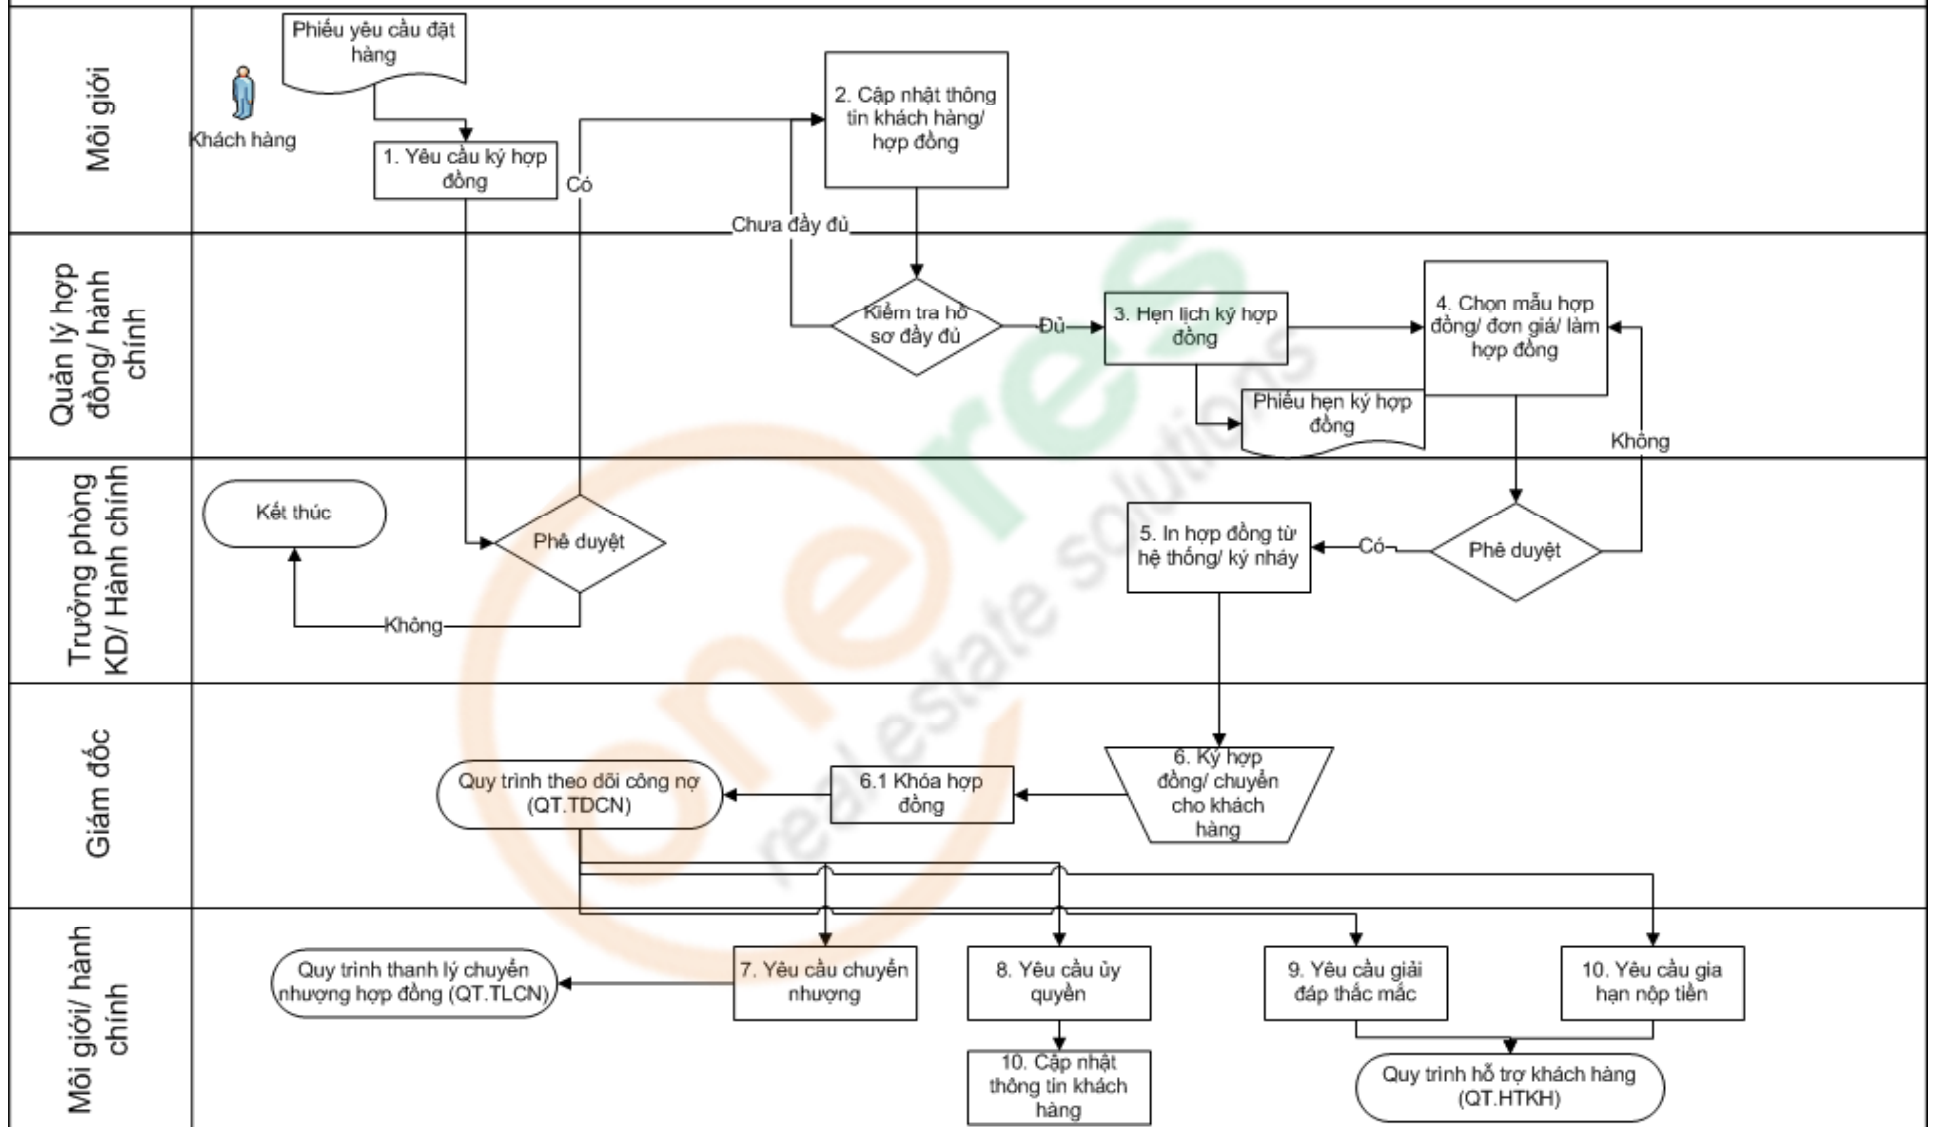 Môi giới
Phiếu yêu cầu đặt
hàng
Khách hàng
1. Yêu cầu ký hợp
đồng
Có
2. Cập nhật thông
tin khách hàng/
hợp đồng
Chưa đầy đủ
Quản lý hợp
đồng/ hành
chính
Kiểm tra hồ
sơ đầy đủ
Đủ
3. Hẹn lịch ký hợp
đồng
4. Chọn mẫu hợp
đồng/ đơn giá/ làm
hợp đồng
Phiếu hẹn ký hợp
đồng
Không
Trưởng phòng
KD/ Hành chính
Kết thúc
Phê duyệt
Không
5. In hợp đồng từ
hệ thống/ ký nháy
Có
Phê duyệt
Giám đốc
Quy trình theo dõi công nợ
(QT.TDCN)
6.1 Khóa hợp
đồng
6. Ký hợp
đồng/ chuyển
cho khách
hàng
Môi giới/ hành
chính
Quy trình thanh lý chuyển
nhượng hợp đồng (QT.TLCN)
7. Yêu cầu chuyển
nhượng
8. Yêu cầu ủy
quyền
9. Yêu cầu giải
đáp thắc mắc
10. Yêu cầu gia
hạn nộp tiền
10. Cập nhật
thông tin khách
hàng
Quy trình hỗ trợ khách hàng
(QT.HTKH)
oneres
real estate solutions